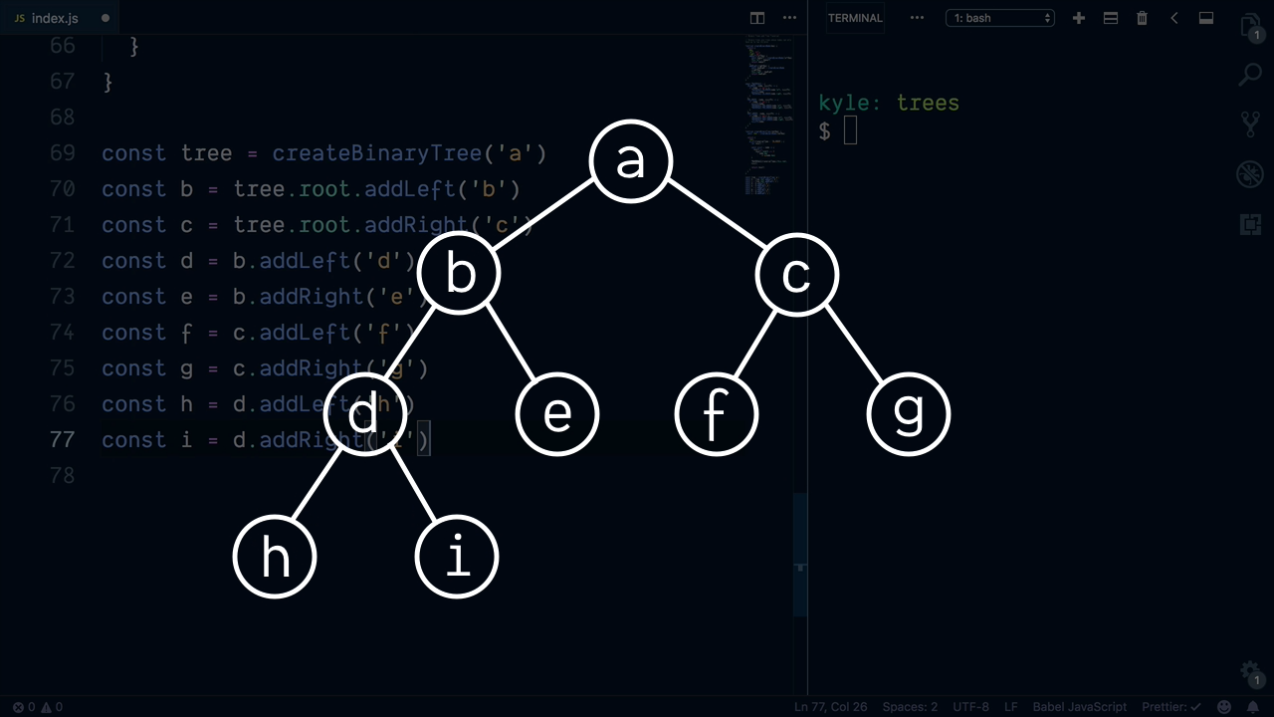 JS index.js
TERMINAL
1: bash
1
66 }
67 }
68
69 const tree = createBinaryTree('a')
70 const b = tree.root.addLeft('b')
71 const c = tree.root.addRight('c')
72 const d = b.addLeft('d')
73 const e = b.addRight('e')
74 const f = c.addLeft('f')
75 const g = c.addRight('g')
76 const h = d.addLeft('h')
77 const i = d.addRight('i')
78
kyle: trees
$
a
b c
d e f g
h i
1
0 0
Ln 77, Col 26 Spaces: 2 UTF-8 LF Babel JavaScript Prettier: ✓